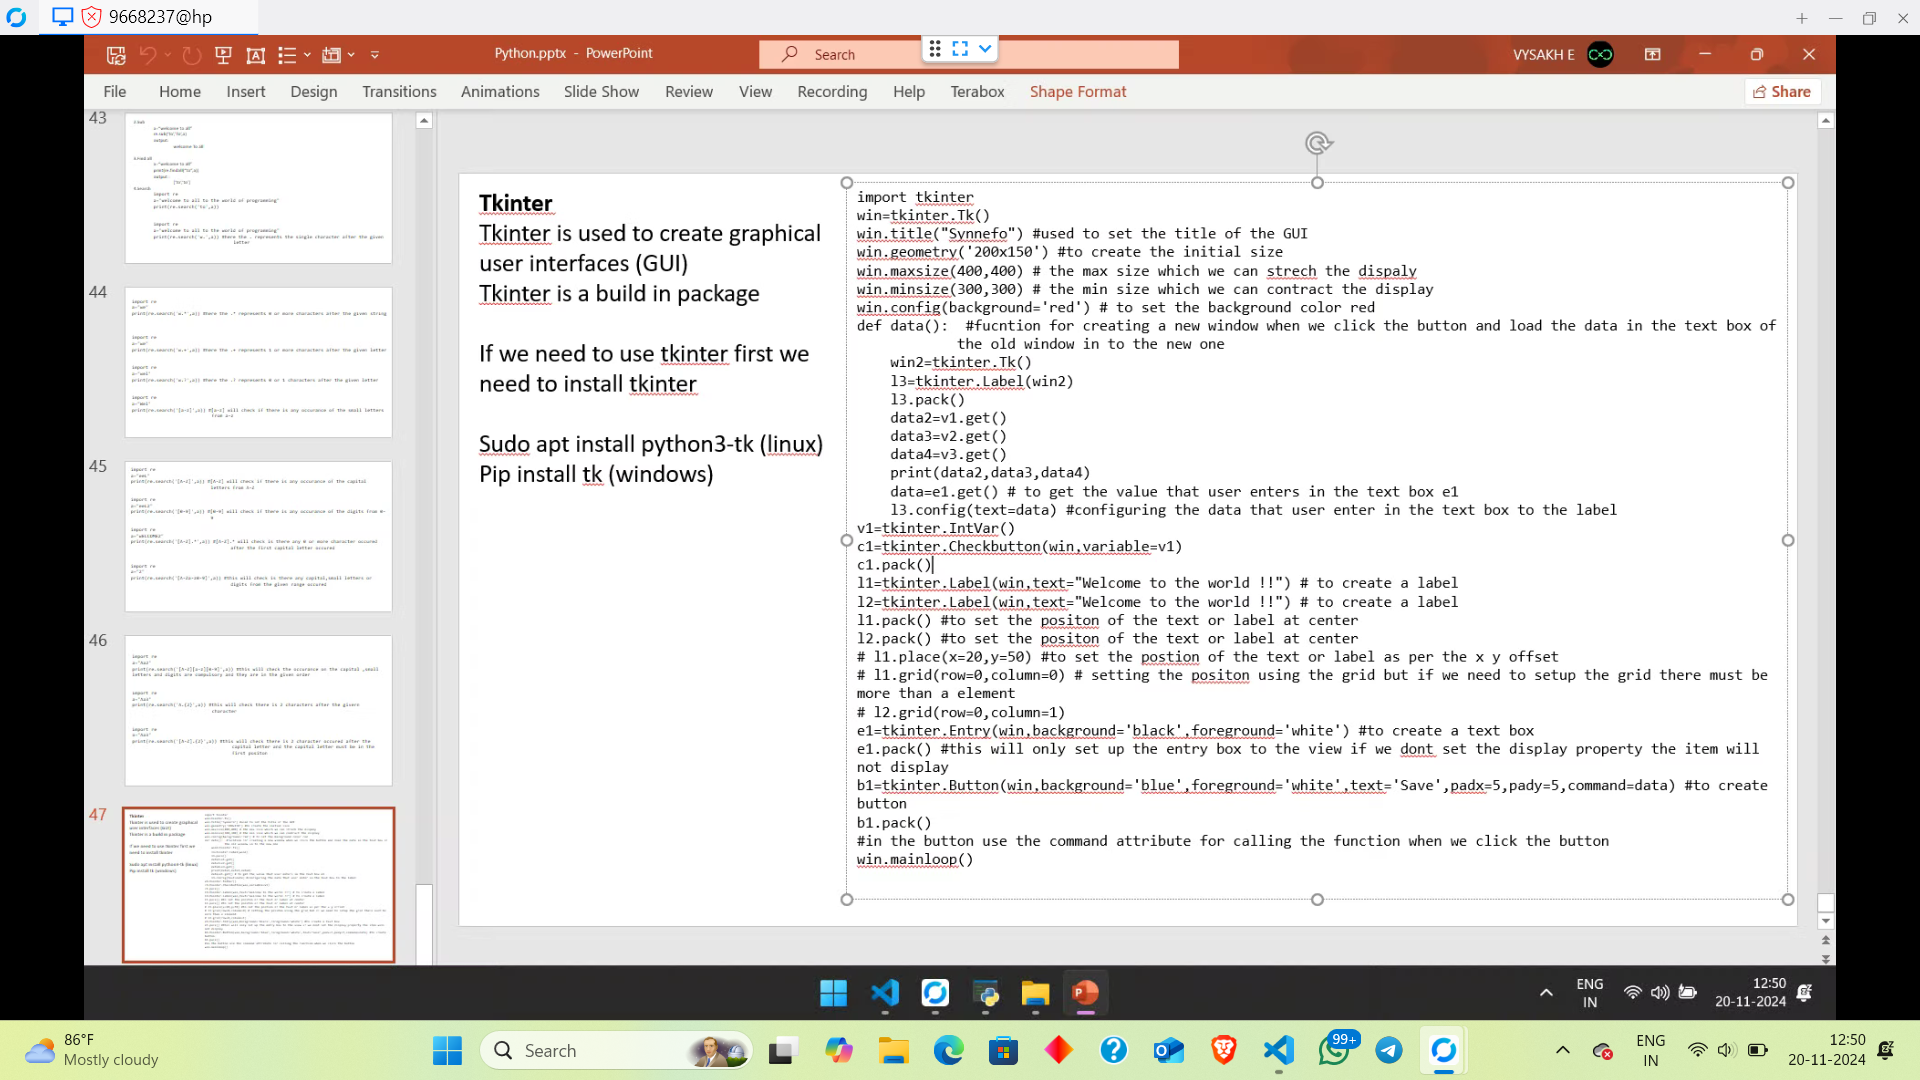 9668237@hp
Python.pptx - PowerPoint
Search
VYSAKH E
File Home Insert Design Transitions Animations Slide Show Review View Recording Help Terabox Shape Format
Share
43
44
45
46
47
Tkinter
Tkinter is used to create graphical
user interfaces (GUI)
Tkinter is a build in package
If we need to use tkinter first we
need to install tkinter
Sudo apt install python3-tk (linux)
Pip install tk (windows)
import tkinter
win=tkinter.Tk()
win.title("Synnefo") #used to set the title of the GUI
win.geometry('200x150') #to create the initial size
win.maxsize(400,400) # the max size which we can strech the dispaly
win.minsize(300,300) # the min size which we can contract the display
win.config(background='red') # to set the background color red
def data():  #fucntion for creating a new window when we click the button and load the data in the text box of
the old window in to the new one
    win2=tkinter.Tk()
    l3=tkinter.Label(win2)
    l3.pack()
    data2=v1.get()
    data3=v2.get()
    data4=v3.get()
    print(data2,data3,data4)
    data=e1.get() # to get the value that user enters in the text box e1
    l3.config(text=data) #configuring the data that user enter in the text box to the label
v1=tkinter.IntVar()
c1=tkinter.Checkbutton(win,variable=v1)
c1.pack()
l1=tkinter.Label(win,text="Welcome to the world !!") # to create a label
l2=tkinter.Label(win,text="Welcome to the world !!") # to create a label
l1.pack() #to set the positon of the text or label at center
l2.pack() #to set the positon of the text or label at center
# l1.place(x=20,y=50) #to set the postion of the text or label as per the x y offset
# l1.grid(row=0,column=0) # setting the positon using the grid but if we need to setup the grid there must be
more than a element
# l2.grid(row=0,column=1)
e1=tkinter.Entry(win,background='black',foreground='white') #to create a text box
e1.pack() #this will only set up the entry box to the view if we dont set the display property the item will
not display
b1=tkinter.Button(win,background='blue',foreground='white',text='Save',padx=5,pady=5,command=data) #to create
button
b1.pack()
#in the button use the command attribute for calling the function when we click the button
win.mainloop()
ENG
IN
12:50
20-11-2024
86°F
Mostly cloudy
Search
99+
ENG
IN
12:50
20-11-2024